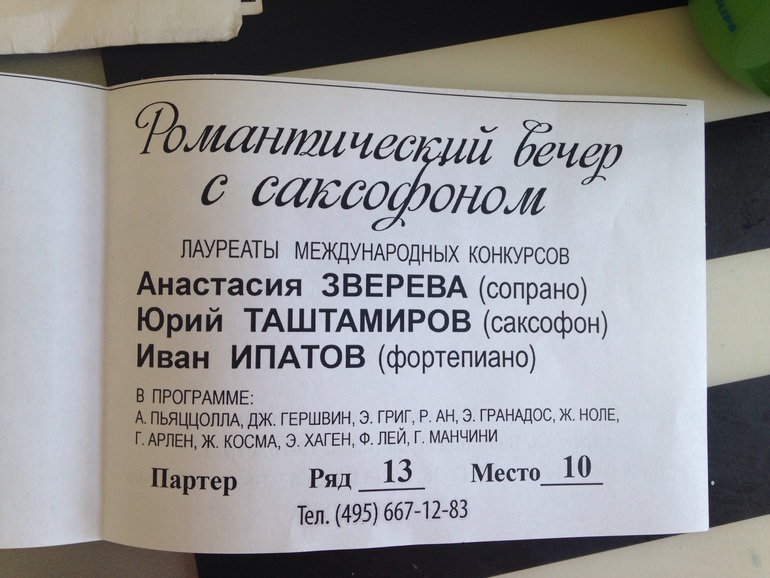 Романтический вечер
с саксофоном
ЛАУРЕАТЫ МЕЖДУНАРОДНЫХ КОНКУРСОВ
Анастасия ЗВЕРЕВА (сопрано)
Юрий ТАШТАМИРОВ (саксофон)
Иван ИПАТОВ (фортепиано)
В ПРОГРАММЕ:
А. ПЬЯЦЦОЛЛА, ДЖ. ГЕРШВИН, Э. ГРИГ, Р. АН, Э. ГРАНАДОС, Ж. НОЛЕ,
Г. АРЛЕН, Ж. КОСМА, Э. ХАГЕН, Ф. ЛЕЙ, Г. МАНЧИНИ
Партер Ряд 13 Место 10
Тел. (495) 667-12-83